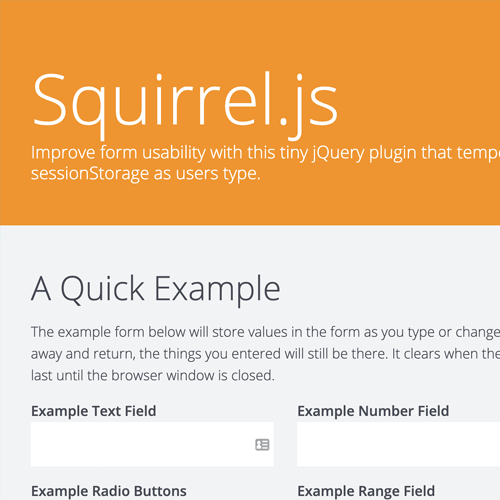 Squirrel.js
Improve form usability with this tiny jQuery plugin that
sessionStorage as users type.
A Quick Example
The example form below will store values in the form as you type or change
away and return, the things you entered will still be there. It clears when the
last until the browser window is closed.
Example Text Field
Example Number Field
Example Radio Buttons
Example Range Field